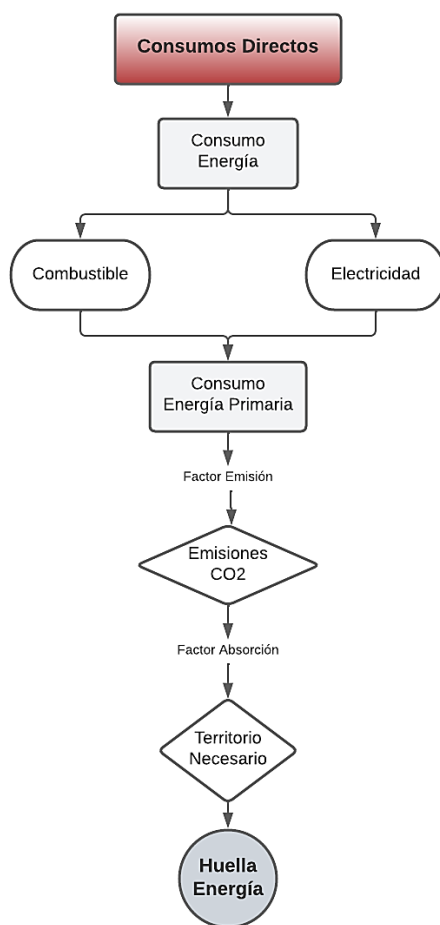 Consumos Directos
Consumo
Energía
Combustible
Electricidad
Consumo
Energía Primaria
Factor Emisión
Emisiones
CO2
Factor Absorción
Territorio
Necesario
Huella
Energía